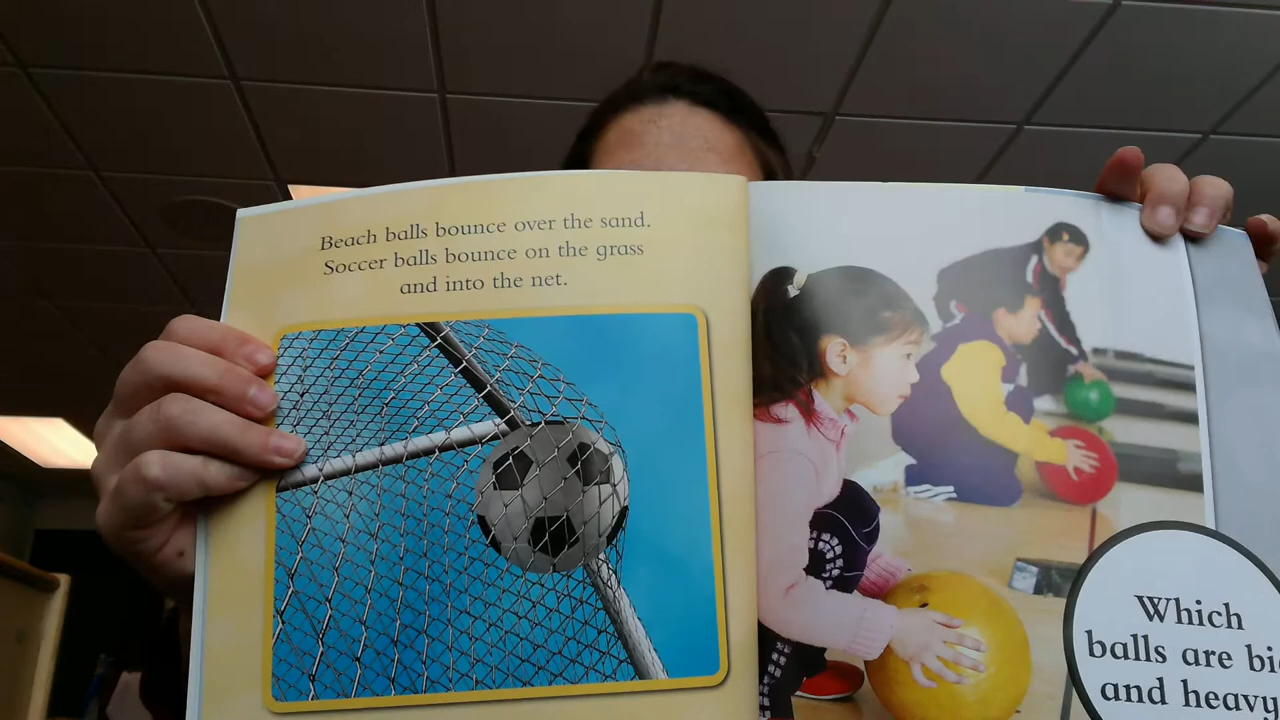 Beach balls bounce over the sand.
Soccer balls bounce on the grass
and into the net.
Which
balls are
and heavy